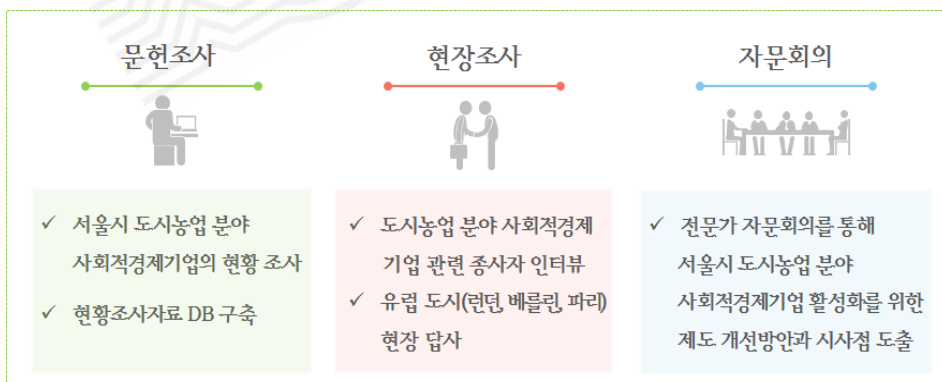 문헌조사
현장조사
자문회의
✓ 서울시 도시농업 분야
사회적경제기업의 현황 조사
✓ 현황조사자료 DB 구축
✓ 도시농업 분야 사회적경제
기업 관련 종사자 인터뷰
✓ 유럽 도시(런던, 베를린, 파리)
현장 답사
✓ 전문가 자문회의를 통해
서울시 도시농업 분야
사회적경제기업 활성화를 위한
제도 개선방안과 시사점 도출